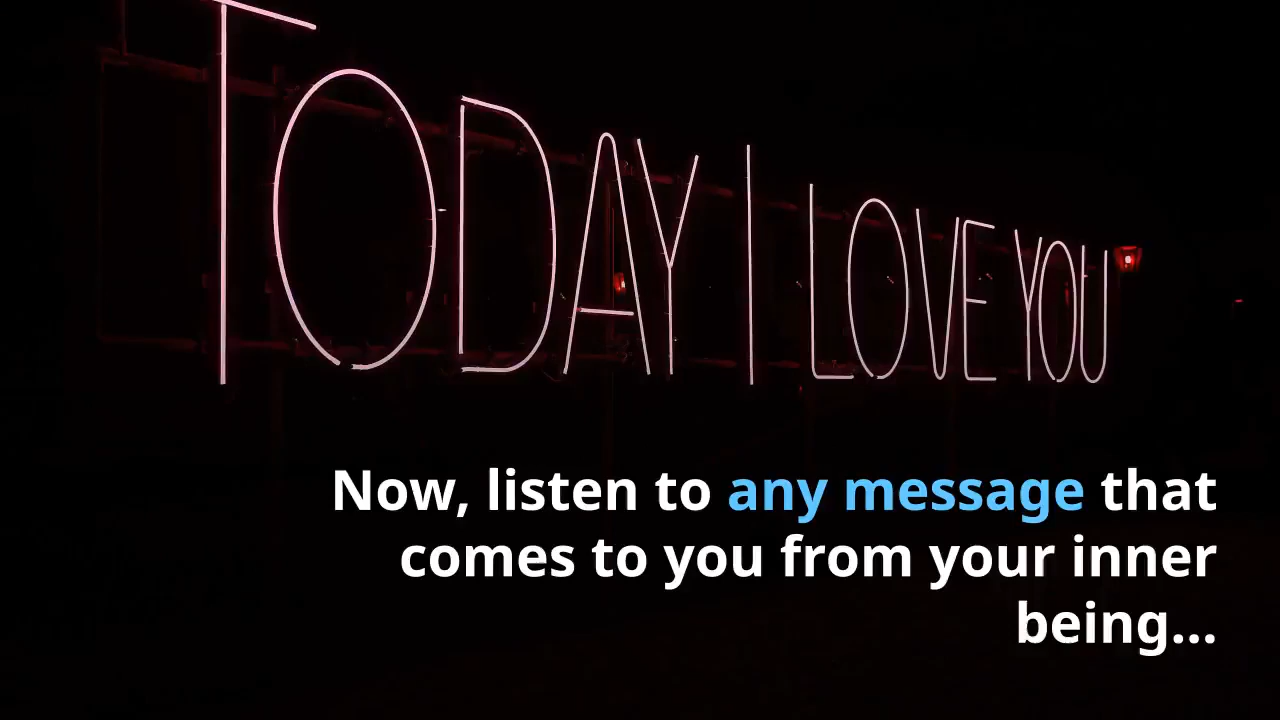 TODAY I LOVE YOU
Now, listen to any message that
comes to you from your inner
being...